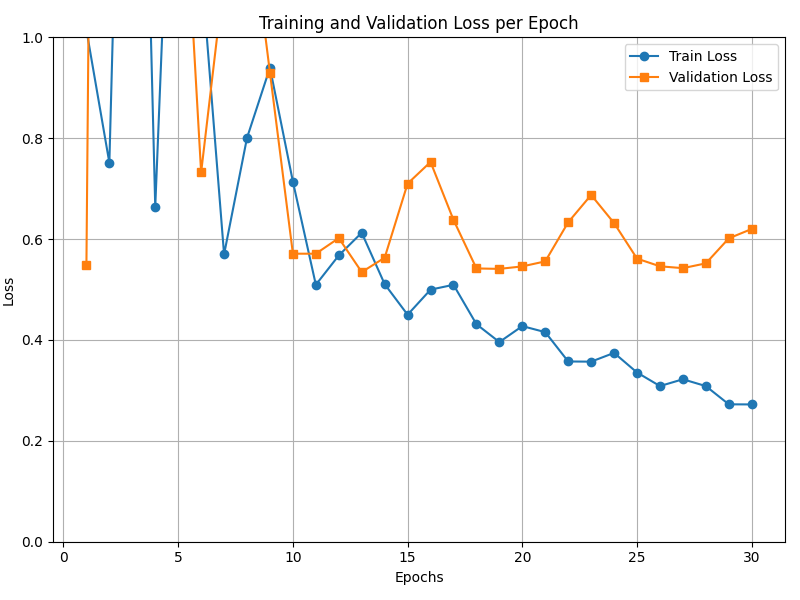 Training and Validation Loss per Epoch
Train Loss
Validation Loss
1.0
0.8
0.6
0.4
0.2
0.0
Loss
0 5 10 15 20 25 30
Epochs